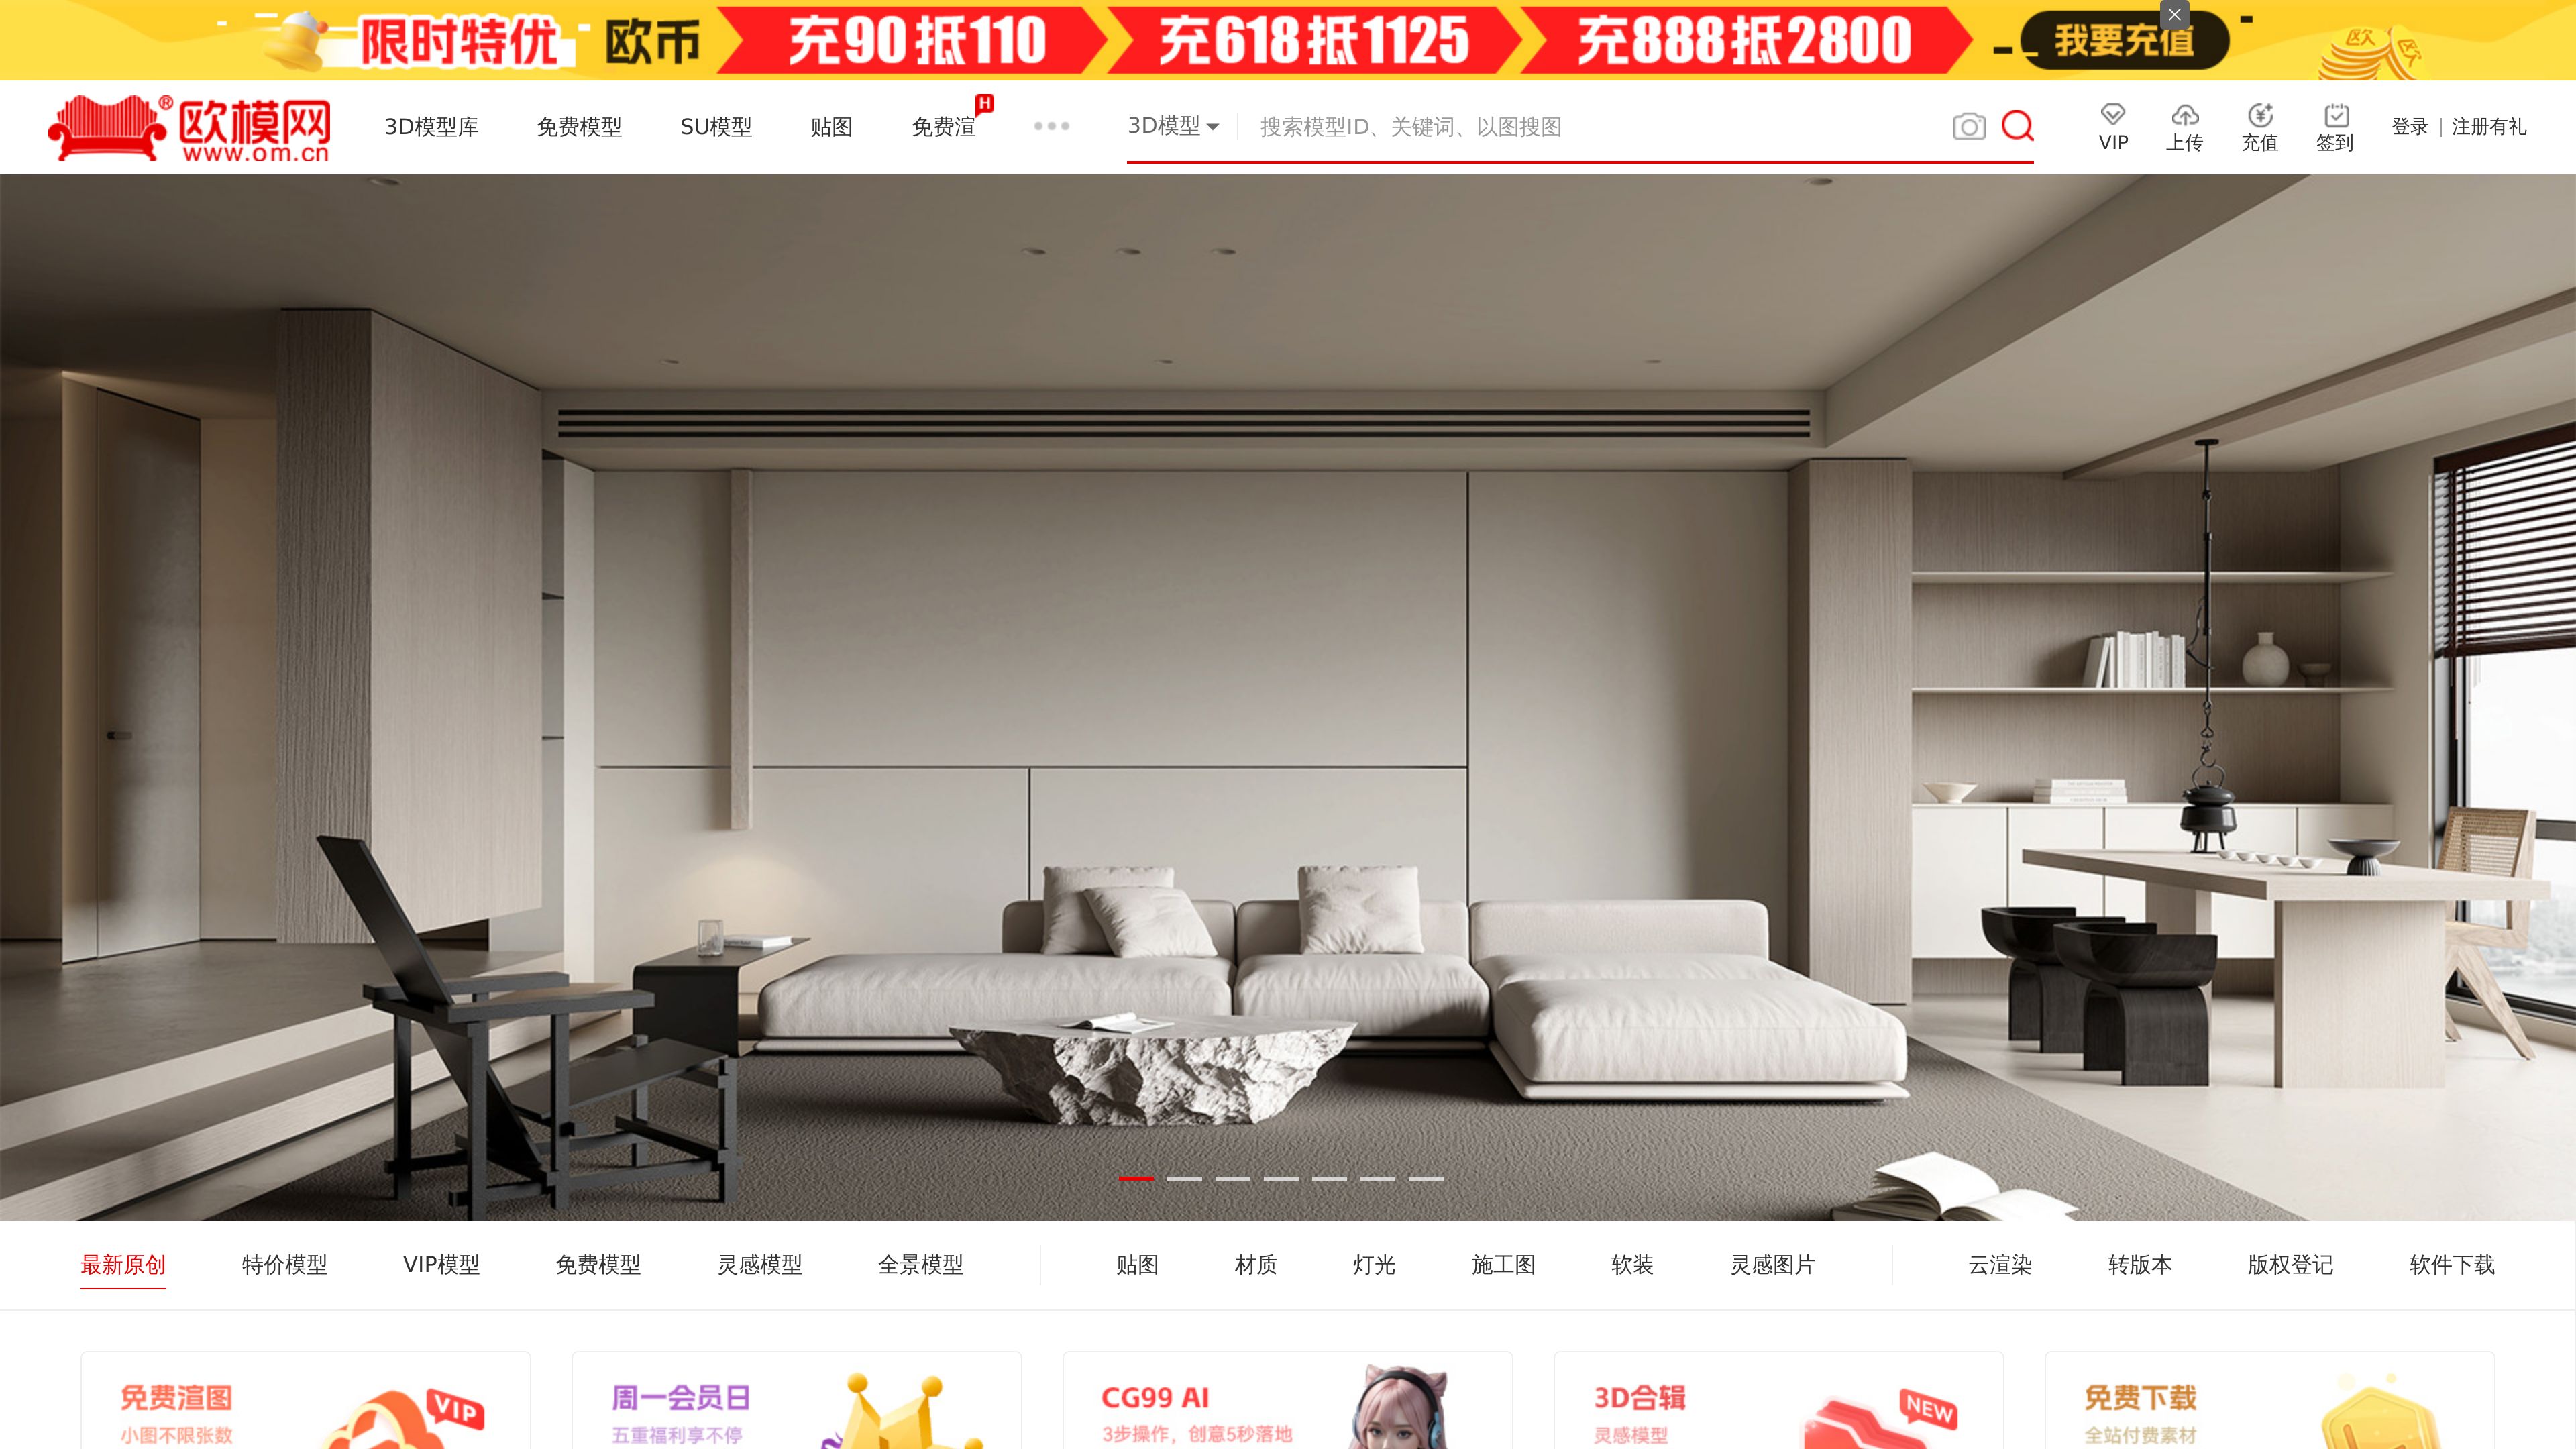 限时特优 欧币 充90抵110 充618抵1125 充888抵2800 我要充值
欧模网®
www.om.cn
3D模型库 免费模型 SU模型 贴图 免费渲 H
3D模型 搜索模型ID、关键词、以图搜图
VIP 上传 充值 签到 登录 | 注册有礼
最新原创 特价模型 VIP模型 免费模型 灵感模型 全景模型 贴图 材质 灯光 施工图 软装 灵感图片 云渲染 转版本 版权登记 软件下载
免费渲图
小图不限张数
VIP
周一会员日
五重福利享不停
CG99 AI
3步操作，创意5秒落地
3D合辑
灵感模型
NEW
免费下载
全站付费素材